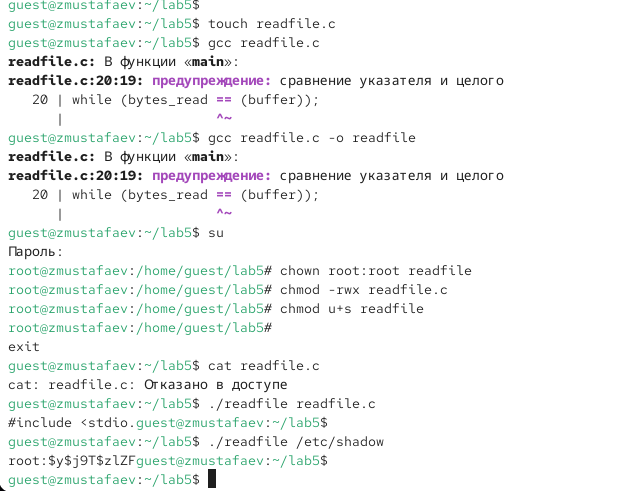 guest@zmustafaev:~/lab5$
guest@zmustafaev:~/lab5$ touch readfile.c
guest@zmustafaev:~/lab5$ gcc readfile.c
readfile.c: В функции «main»:
readfile.c:20:19: предупреждение: сравнение указателя и целого
   20 | while (bytes_read == (buffer));
      |                   ^~
guest@zmustafaev:~/lab5$ gcc readfile.c -o readfile
readfile.c: В функции «main»:
readfile.c:20:19: предупреждение: сравнение указателя и целого
   20 | while (bytes_read == (buffer));
      |                   ^~
guest@zmustafaev:~/lab5$ su
Пароль:
root@zmustafaev:/home/guest/lab5# chown root:root readfile
root@zmustafaev:/home/guest/lab5# chmod -rwx readfile.c
root@zmustafaev:/home/guest/lab5# chmod u+s readfile
root@zmustafaev:/home/guest/lab5#
exit
guest@zmustafaev:~/lab5$ cat readfile.c
cat: readfile.c: Отказано в доступе
guest@zmustafaev:~/lab5$ ./readfile readfile.c
#include <stdio.guest@zmustafaev:~/lab5$
guest@zmustafaev:~/lab5$ ./readfile /etc/shadow
root:$y$j9T$zlZFguest@zmustafaev:~/lab5$
guest@zmustafaev:~/lab5$